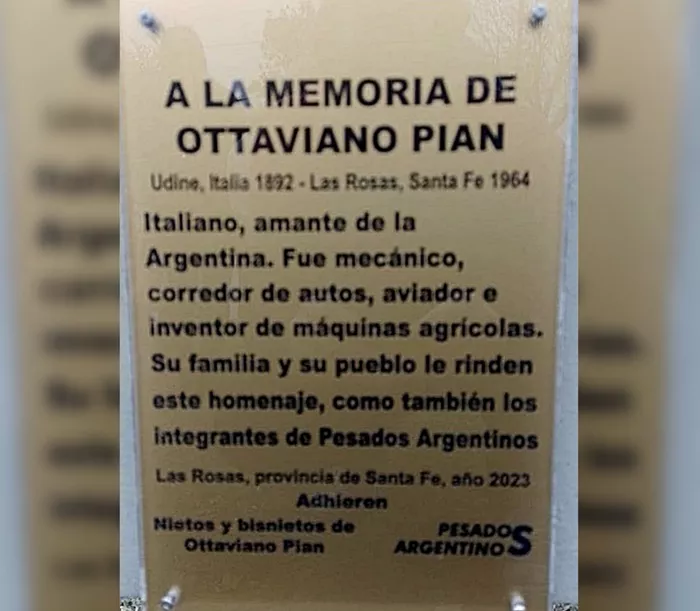 A LA MEMORIA DE
OTTAVIANO PIAN
Udine, Italia 1892 - Las Rosas, Santa Fe 1964
Italiano, amante de la
Argentina. Fue mecánico,
corredor de autos, aviador e
inventor de máquinas agrícolas.
Su familia y su pueblo le rinden
este homenaje, como también los
integrantes de Pesados Argentinos
Las Rosas, provincia de Santa Fe, año 2023
Adhieren
Nietos y bisnietos de
Ottaviano Pian
PESADOS
ARGENTINOS